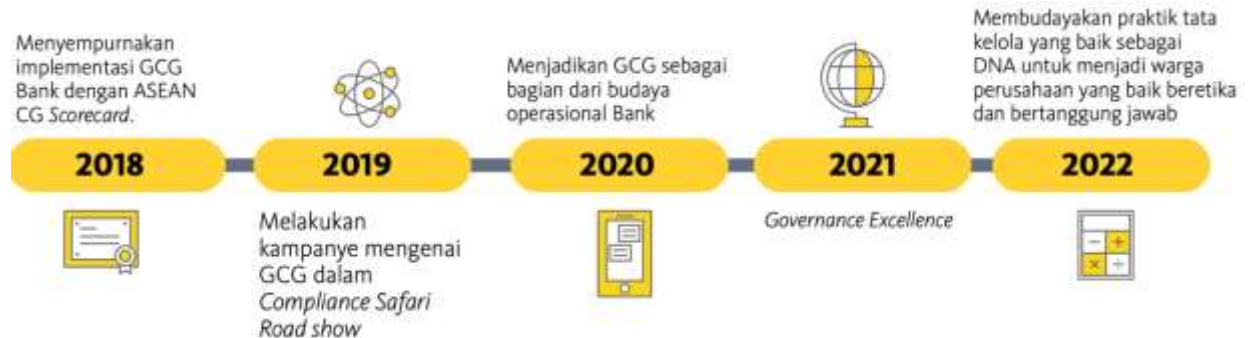 Menyempurnakan
implementasi GCG
Bank dengan ASEAN
CG Scorecard.
2018
2019
Melakukan
kampanye mengenai
GCG dalam
Compliance Safari
Road show
Menjadikan GCG sebagai
bagian dari budaya
operasional Bank
2020
2021
Governance Excellence
Membudayakan praktik tata
kelola yang baik sebagai
DNA untuk menjadi warga
perusahaan yang baik beretika
dan bertanggung jawab
2022